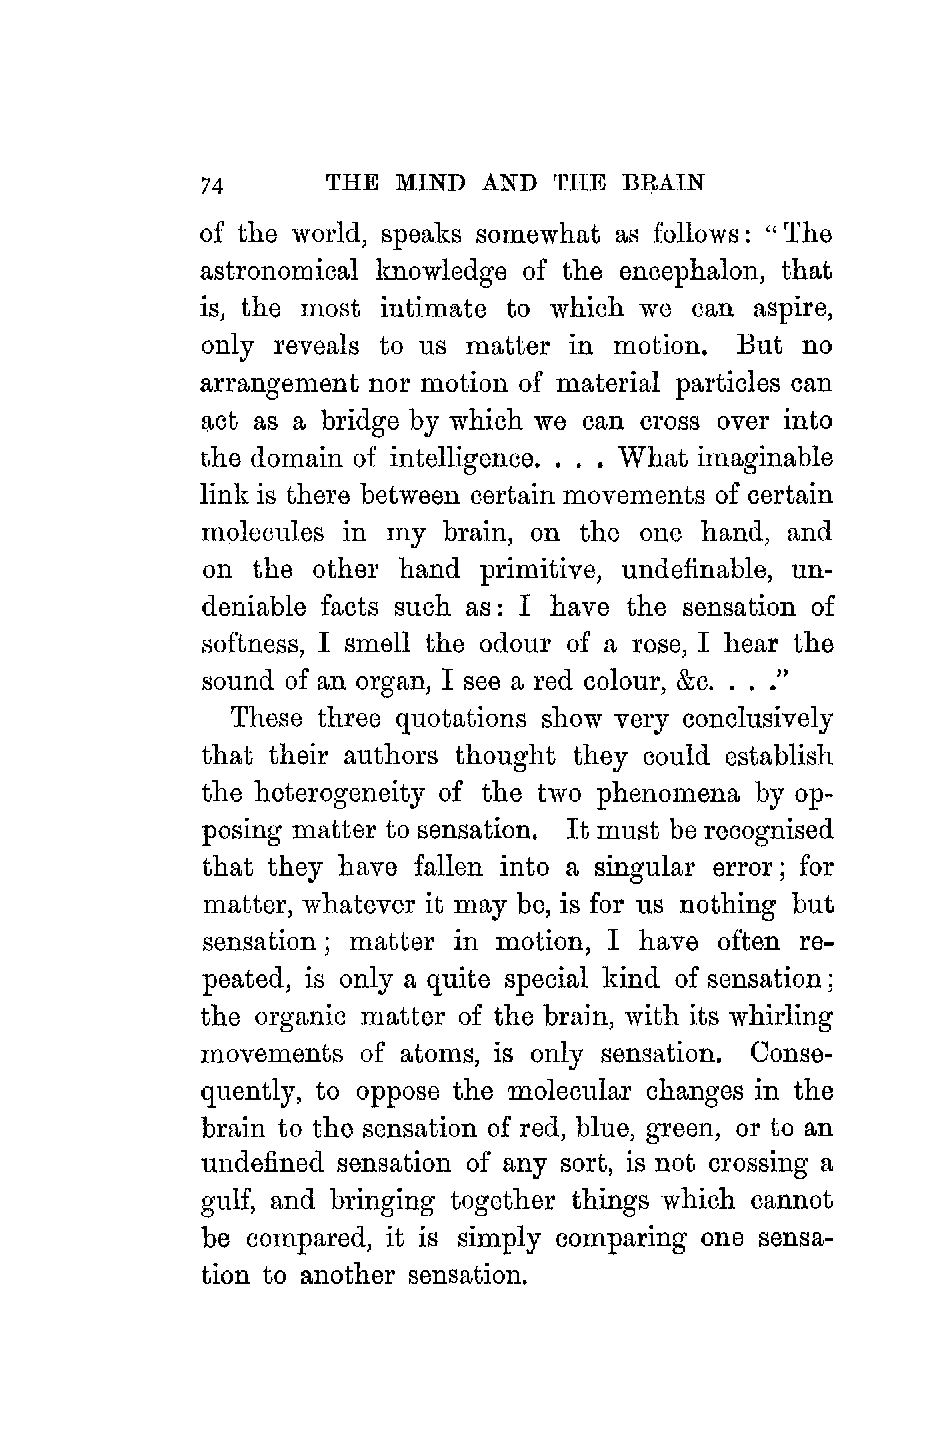 74 THE MIND AND THE BRAIN
of the world, speaks somewhat as follows: "The
astronomical knowledge of the encephalon, that
is, the most intimate to which we can aspire,
only reveals to us matter in motion. But no
arrangement nor motion of material particles can
act as a bridge by which we can cross over into
the domain of intelligence. . . . What imaginable
link is there between certain movements of certain
molecules in my brain, on the one hand, and
on the other hand primitive, undefinable, un-
deniable facts such as: I have the sensation of
softness, I smell the odour of a rose, I hear the
sound of an organ, I see a red colour, &c. . . ."
These three quotations show very conclusively
that their authors thought they could establish
the heterogeneity of the two phenomena by op-
posing matter to sensation. It must be recognised
that they have fallen into a singular error; for
matter, whatever it may be, is for us nothing but
sensation; matter in motion, I have often re-
peated, is only a quite special kind of sensation;
the organic matter of the brain, with its whirling
movements of atoms, is only sensation. Conse-
quently, to oppose the molecular changes in the
brain to the sensation of red, blue, green, or to an
undefined sensation of any sort, is not crossing a
gulf, and bringing together things which cannot
be compared, it is simply comparing one sensa-
tion to another sensation.